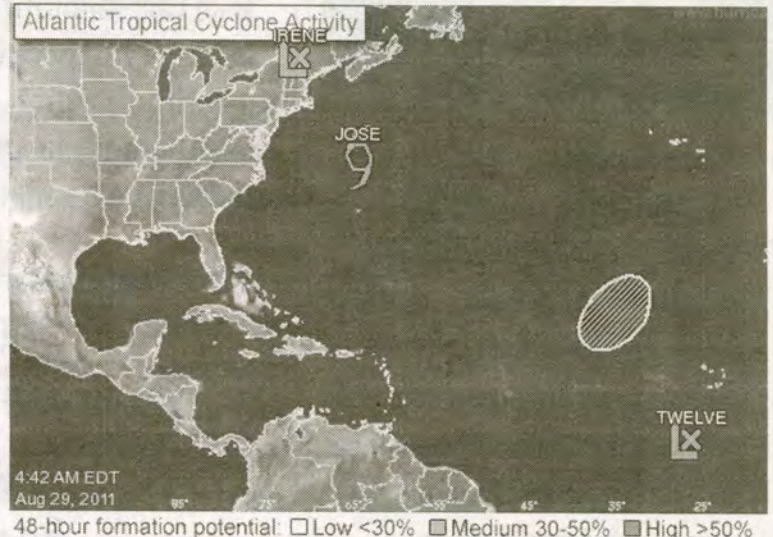 Atlantic Tropical Cyclone Activity
IRENE
JOSE
TWELVE
4:42 AM EDT
Aug 29, 2011
95° 75° 65° 55° 45° 35° 25°
48-hour formation potential: Low <30% Medium 30-50% High >50%